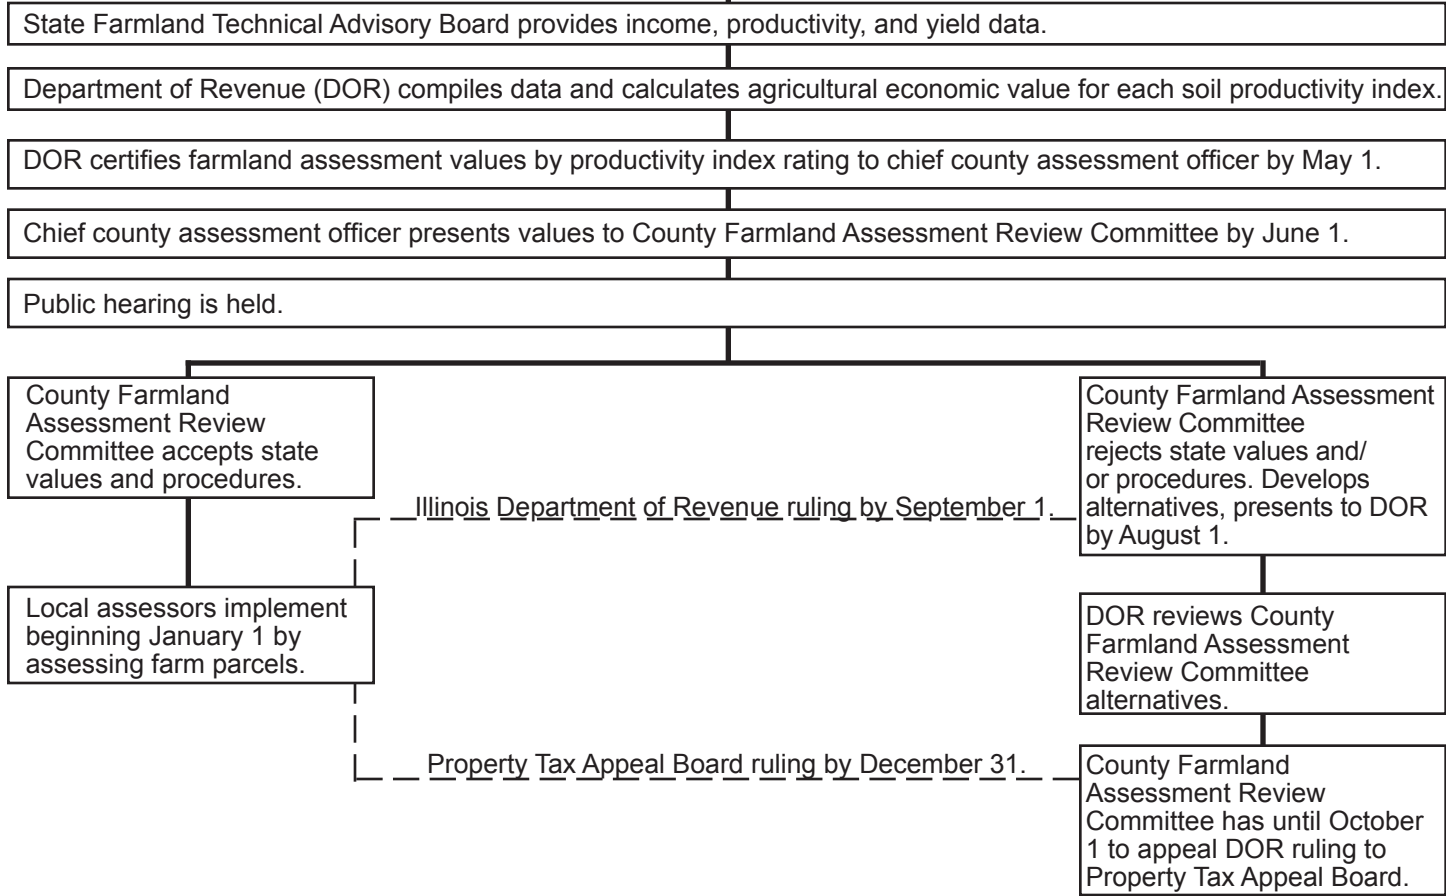 State Farmland Technical Advisory Board provides income, productivity, and yield data.
Department of Revenue (DOR) compiles data and calculates agricultural economic value for each soil productivity index.
DOR certifies farmland assessment values by productivity index rating to chief county assessment officer by May 1.
Chief county assessment officer presents values to County Farmland Assessment Review Committee by June 1.
Public hearing is held.
County Farmland
Assessment Review
Committee accepts state
values and procedures.
County Farmland Assessment
Review Committee
rejects state values and/
or procedures. Develops
alternatives, presents to DOR
by August 1.
Illinois Department of Revenue ruling by September 1.
Local assessors implement
beginning January 1 by
assessing farm parcels.
DOR reviews County
Farmland Assessment
Review Committee
alternatives.
Property Tax Appeal Board ruling by December 31.
County Farmland
Assessment Review
Committee has until October
1 to appeal DOR ruling to
Property Tax Appeal Board.